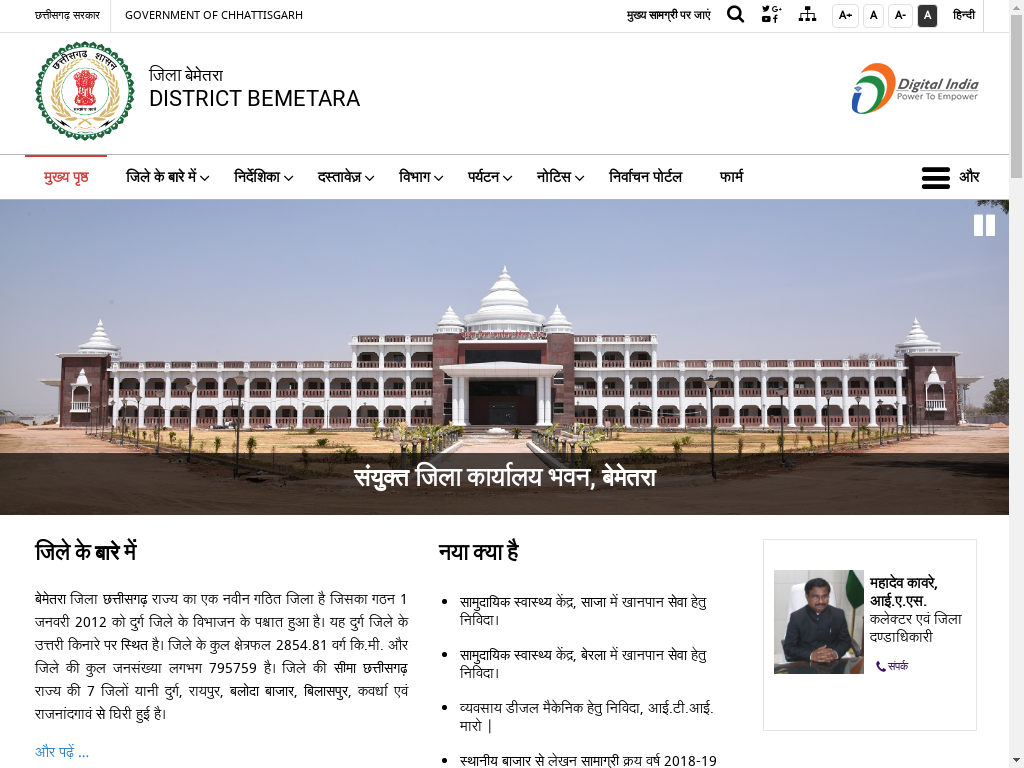 छत्तीसगढ़ सरकार
GOVERNMENT OF CHHATTISGARH
मुख्य सामग्री पर जाएं
A+ A A- A
हिन्दी
छत्तीसगढ़ शासन
जिला बेमेतरा
DISTRICT BEMETARA
Digital India
Power To Empower
मुख्य पृष्ठ
जिले के बारे में
निर्देशिका
दस्तावेज़
विभाग
पर्यटन
नोटिस
निर्वाचन पोर्टल
फार्म
और
संयुक्त जिला कार्यालय भवन, बेमेतरा
जिले के बारे में
बेमेतरा जिला छत्तीसगढ़ राज्य का एक नवीन गठित जिला है जिसका गठन 1
जनवरी 2012 को दुर्ग जिले के विभाजन के पश्चात हुआ है। यह दुर्ग जिले के
उत्तरी किनारे पर स्थित है। जिले के कुल क्षेत्रफल 2854.81 वर्ग कि.मी. और
जिले की कुल जनसंख्या लगभग 795759 है। जिले की सीमा छत्तीसगढ़
राज्य की 7 जिलों यानी दुर्ग, रायपुर, बलोदा बाजार, बिलासपुर, कवर्धा एवं
राजनांदगावं से घिरी हुई है।
और पढ़ें ...
नया क्या है
सामुदायिक स्वास्थ्य केंद्र, साजा में खानपान सेवा हेतु
निविदा।
सामुदायिक स्वास्थ्य केंद्र, बेरला में खानपान सेवा हेतु
निविदा।
व्यवसाय डीजल मैकेनिक हेतु निविदा, आई.टी.आई.
मारो |
स्थानीय बाजार से लेखन सामाग्री क्रय वर्ष 2018-19
महादेव कावरे,
आई.ए.एस.
कलेक्टर एवं जिला
दण्डाधिकारी
संपर्क